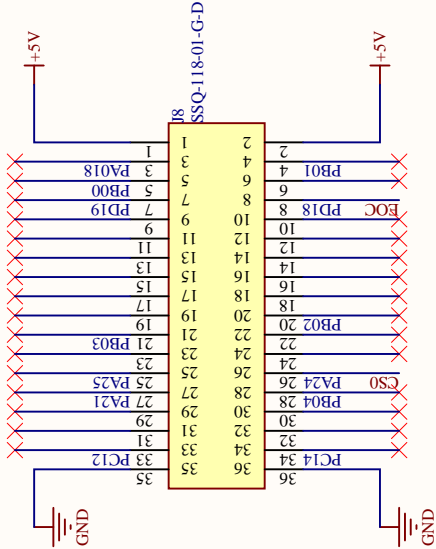 +5V
+5V
SSQ-118-01-G-D
J8
1 2
1 2
3 4
PA018 3 4 PB01
5 6
PB00 5 6
7 8
PD19 7 8 PD18 EOC
9 10
9 10
11 12
11 12
13 14
13 14
15 16
15 16
17 18
17 18
19 20
19 20 PB02
21 22
PB03 21 22
23 24
23 24
25 26
PA25 25 26 PA24 CS0
27 28
PA21 27 28 PB04
29 30
29 30
31 32
31 32
33 34
PC12 33 34 PC14
35 36
35 36
GND
GND